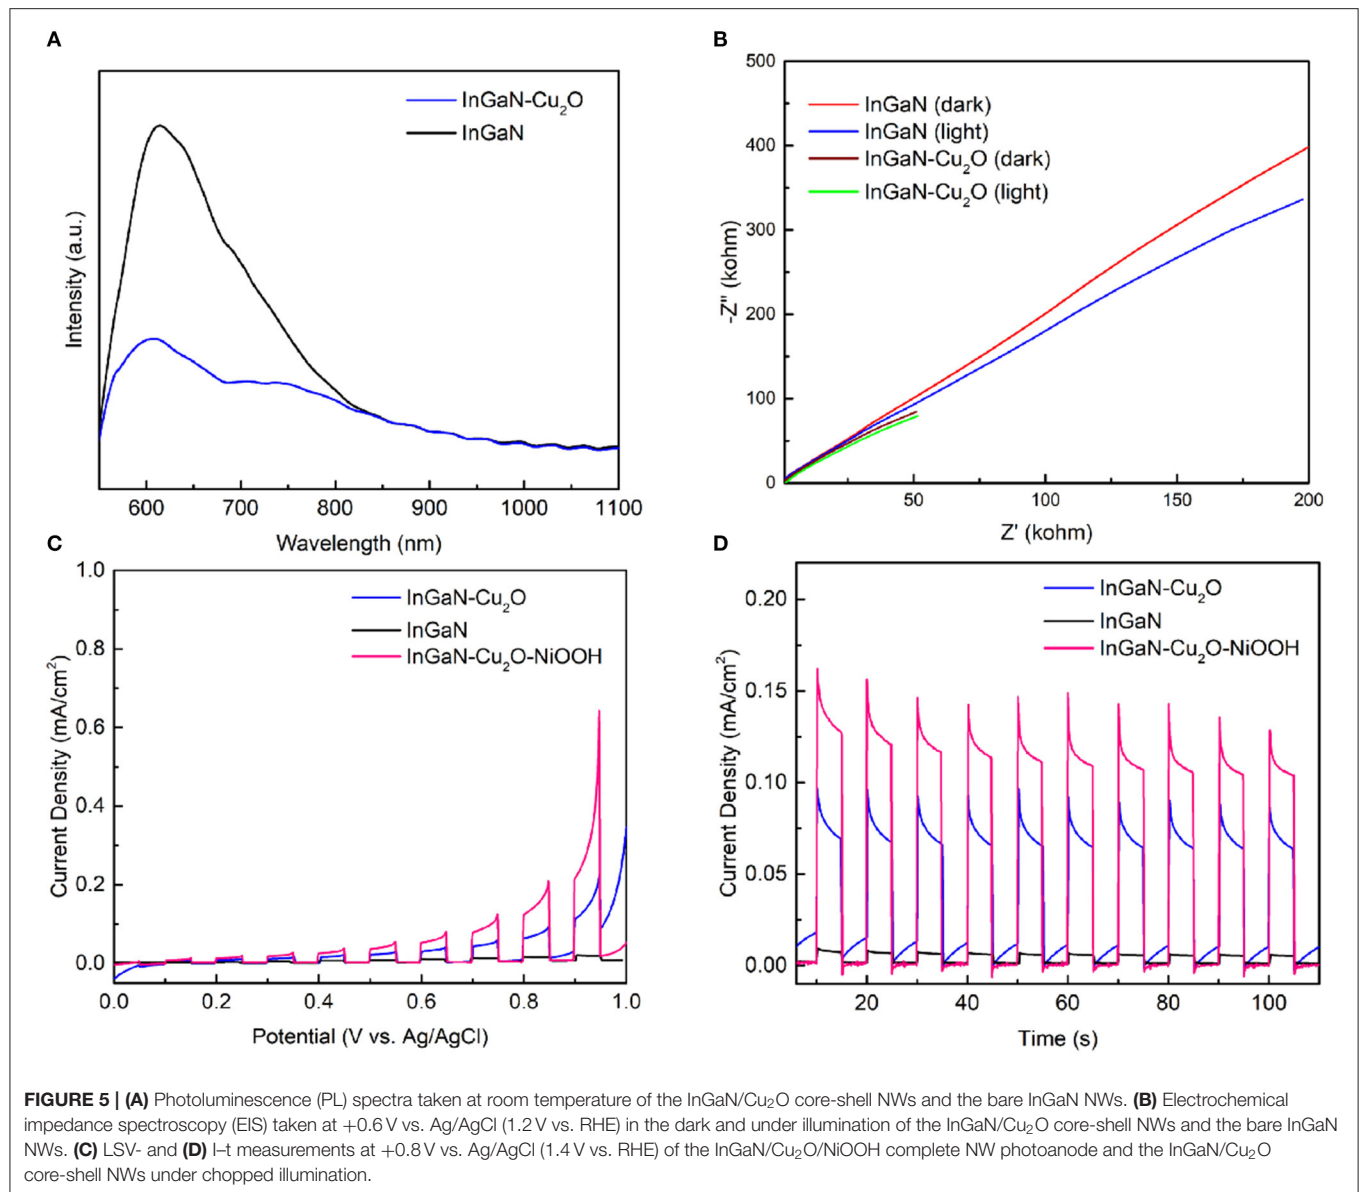 A
InGaN-Cu₂O
InGaN
Intensity (a.u.)
600 700 800 900 1000 1100
Wavelength (nm)
B
500
400
300
200
100
0
InGaN (dark)
InGaN (light)
InGaN-Cu₂O (dark)
InGaN-Cu₂O (light)
-Z" (kohm)
50 100 150 200
Z' (kohm)
C
1.0
0.8
0.6
0.4
0.2
0.0
InGaN-Cu₂O
InGaN
InGaN-Cu₂O-NiOOH
Current Density (mA/cm²)
0.0 0.2 0.4 0.6 0.8 1.0
Potential (V vs. Ag/AgCl)
D
0.20
0.15
0.10
0.05
0.00
InGaN-Cu₂O
InGaN
InGaN-Cu₂O-NiOOH
Current Density (mA/cm²)
20 40 60 80 100
Time (s)
FIGURE 5 | (A) Photoluminescence (PL) spectra taken at room temperature of the InGaN/Cu₂O core-shell NWs and the bare InGaN NWs. (B) Electrochemical
impedance spectroscopy (EIS) taken at +0.6 V vs. Ag/AgCl (1.2 V vs. RHE) in the dark and under illumination of the InGaN/Cu₂O core-shell NWs and the bare InGaN
NWs. (C) LSV- and (D) I–t measurements at +0.8 V vs. Ag/AgCl (1.4 V vs. RHE) of the InGaN/Cu₂O/NiOOH complete NW photoanode and the InGaN/Cu₂O
core-shell NWs under chopped illumination.